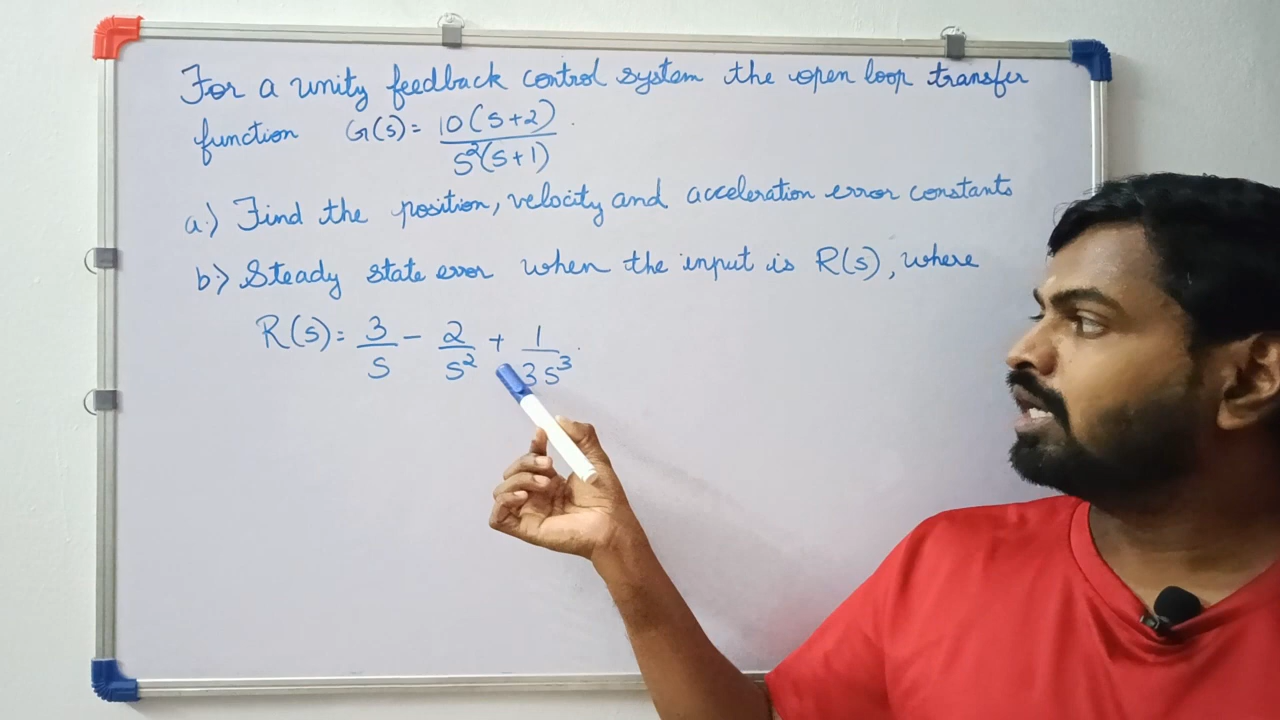 For a unity feedback control system the open loop transfer
function G(s) = 10(s+2) / s²(s+1).
a.) Find the position, velocity and acceleration error constants
b.) Steady state error when the input is R(s), where
R(s) = 3/s - 2/s² + 1/3s³.